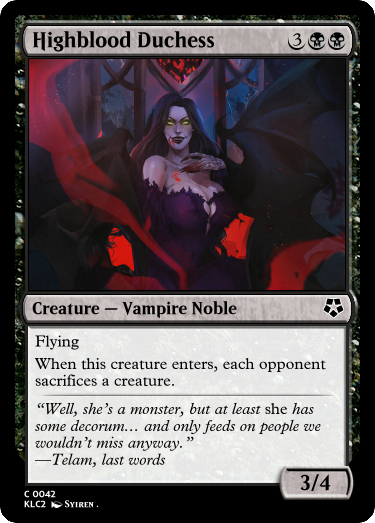 Highblood Duchess 3
Creature — Vampire Noble
Flying
When this creature enters, each opponent
sacrifices a creature.
“Well, she’s a monster, but at least she has
some decorum... and only feeds on people we
wouldn’t miss anyway.”
—Telam, last words
3/4
C 0042
KLC2 Syiren .